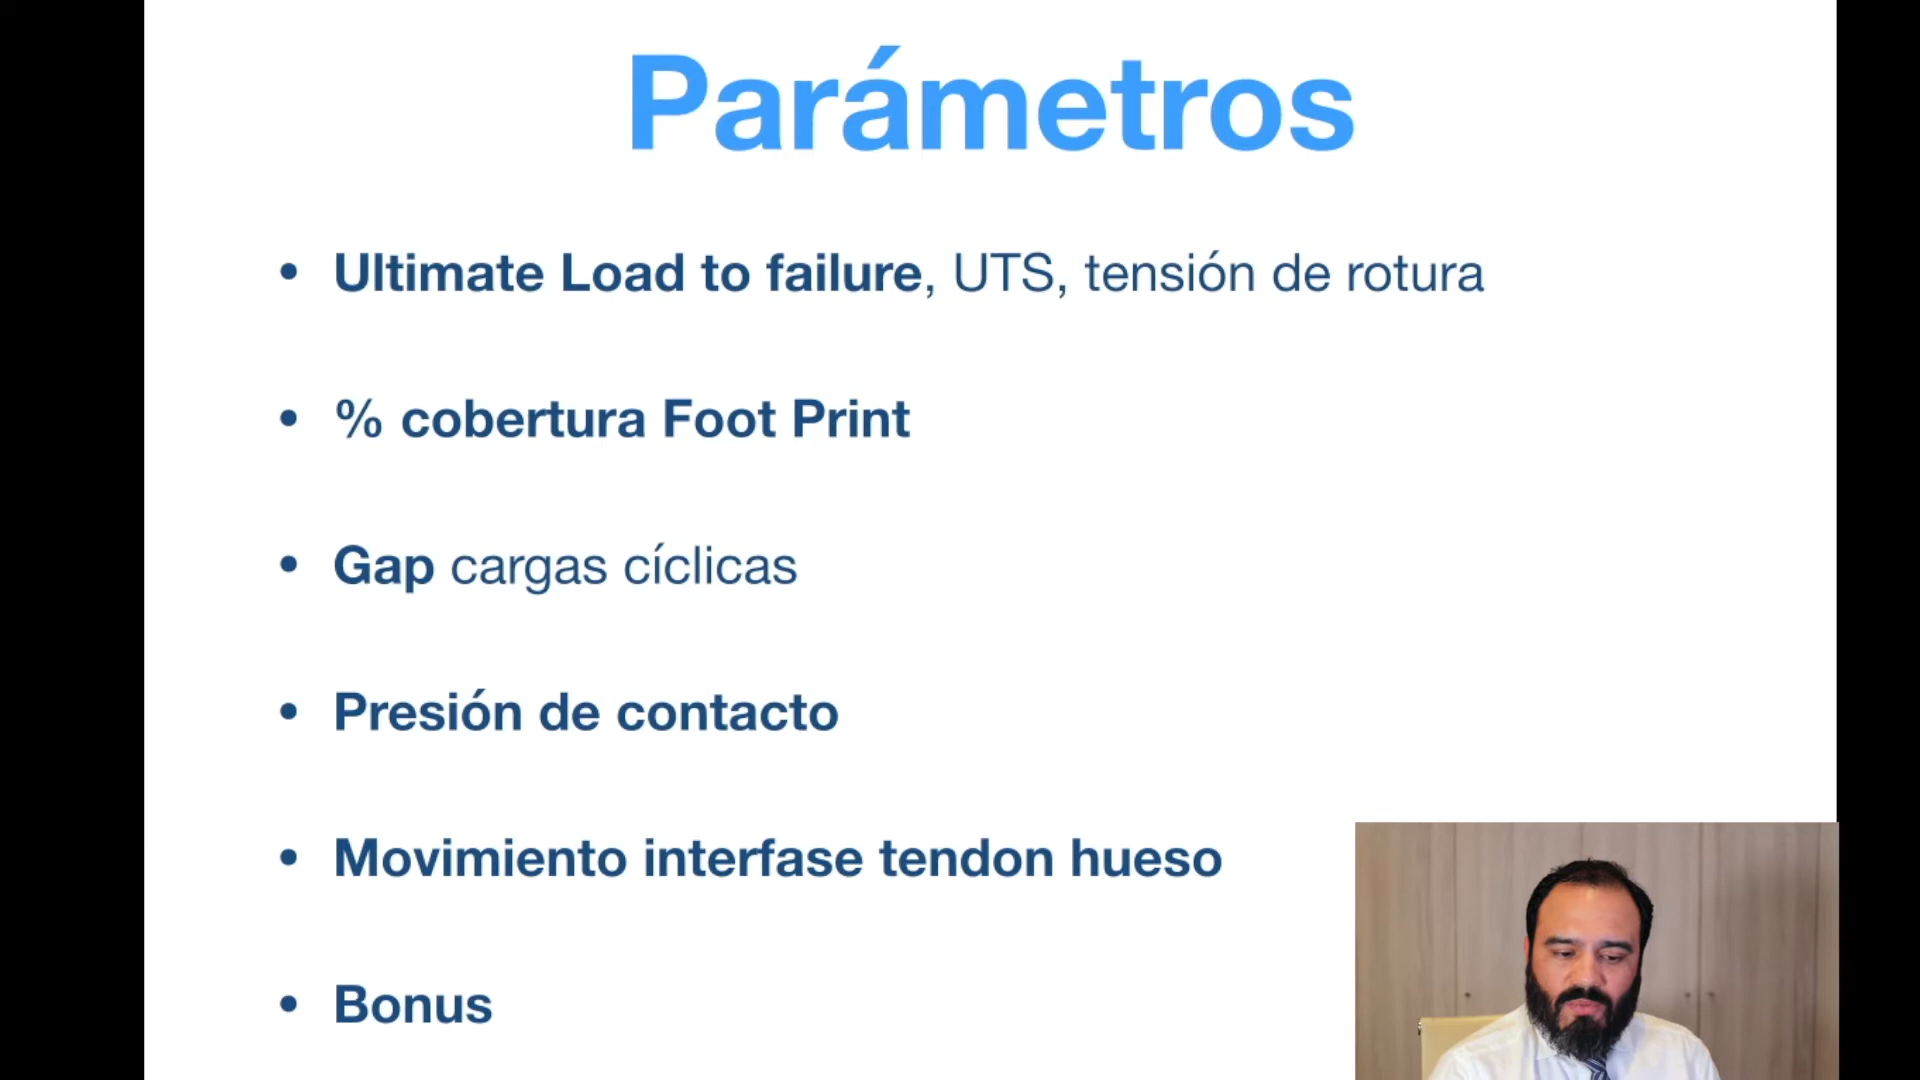 Parámetros
• Ultimate Load to failure, UTS, tensión de rotura
• % cobertura Foot Print
• Gap cargas cíclicas
• Presión de contacto
• Movimiento interfase tendon hueso
• Bonus